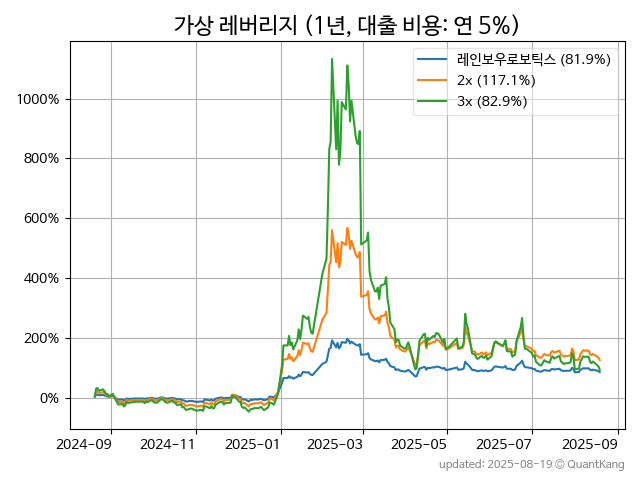 가상 레버리지 (1년, 대출 비용: 연 5%)
레인보우로보틱스 (81.9%)
2x (117.1%)
3x (82.9%)
1000%
800%
600%
400%
200%
0%
2024-09 2024-11 2025-01 2025-03 2025-05 2025-07 2025-09
updated: 2025-08-19 © QuantKang